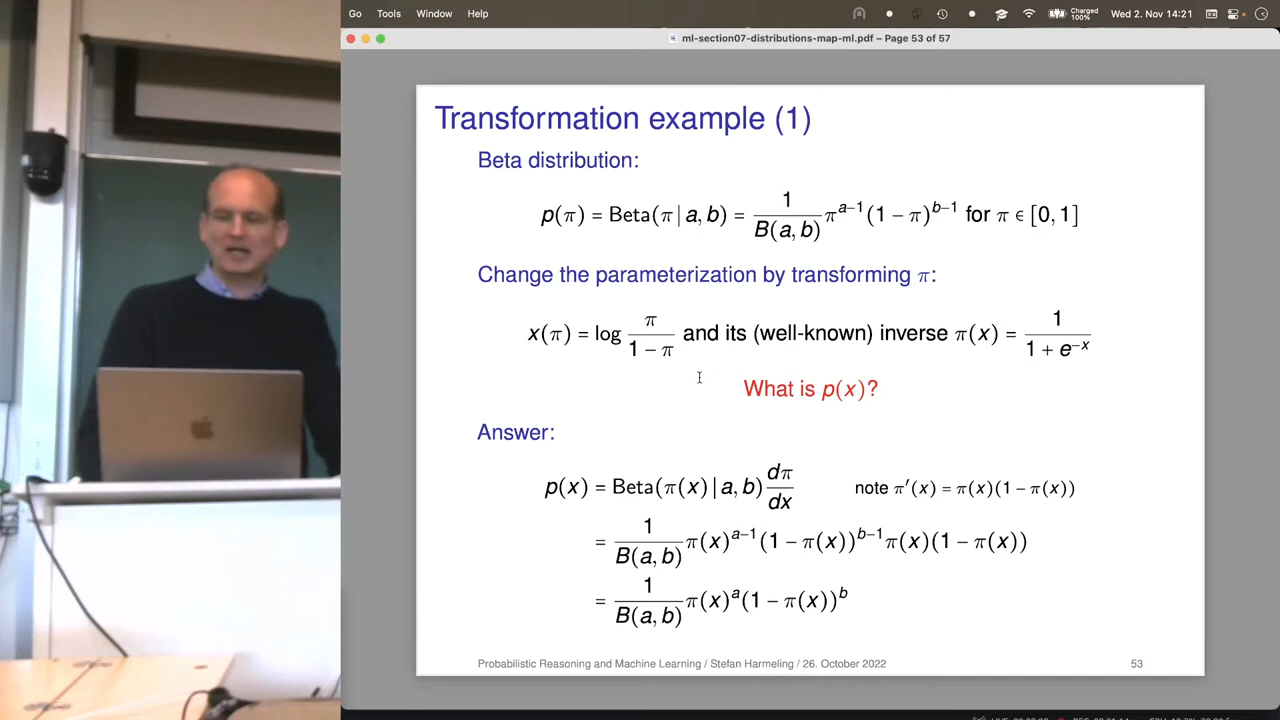 Go Tools Window Help
Charged 100% Wed 2. Nov 14:21
ml-section07-distributions-map-ml.pdf – Page 53 of 57
Transformation example (1)
Beta distribution:
p(π) = Beta(π | a, b) = 1/B(a, b) π^{a−1}(1 − π)^{b−1} for π ∈ [0, 1]
Change the parameterization by transforming π:
x(π) = log π/(1 − π) and its (well-known) inverse π(x) = 1/(1 + e^{−x})
What is p(x)?
Answer:
p(x) = Beta(π(x) | a, b) dπ/dx note π′(x) = π(x)(1 − π(x))
= 1/B(a, b) π(x)^{a−1}(1 − π(x))^{b−1}π(x)(1 − π(x))
= 1/B(a, b) π(x)^a(1 − π(x))^b
Probabilistic Reasoning and Machine Learning / Stefan Harmeling / 26. October 2022 53